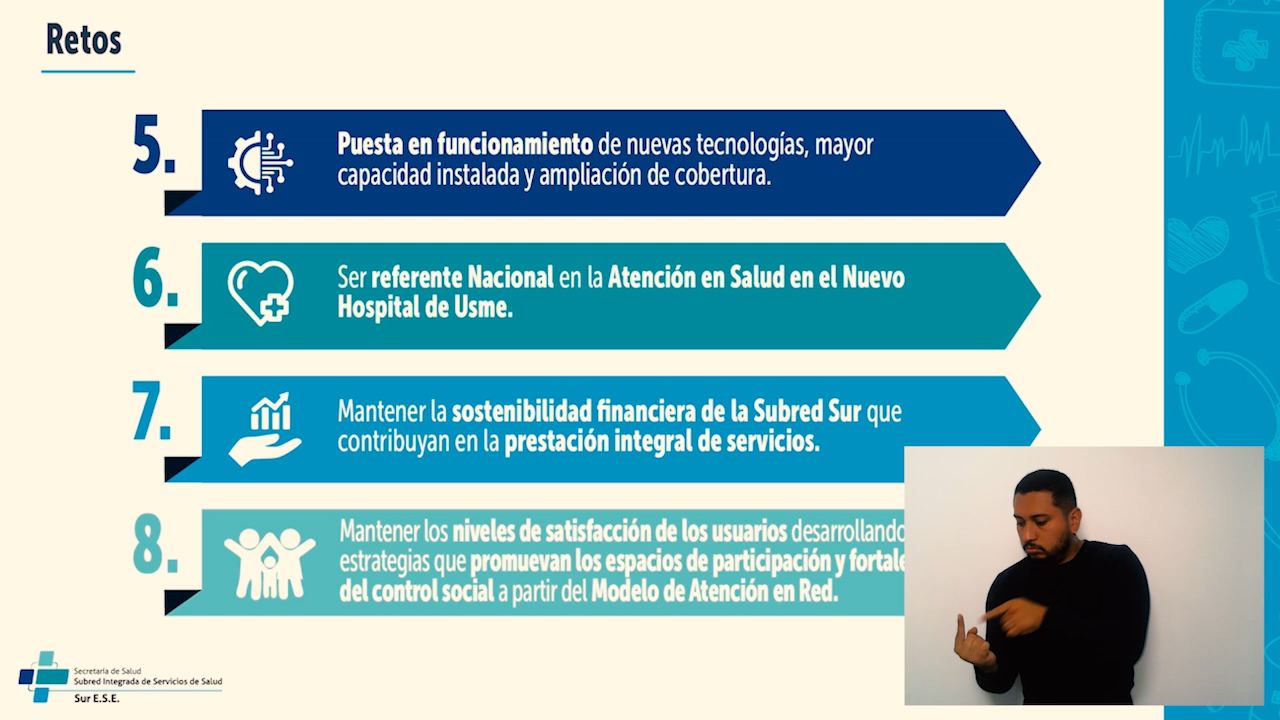 Retos
5.
Puesta en funcionamiento de nuevas tecnologías, mayor
capacidad instalada y ampliación de cobertura.
6.
Ser referente Nacional en la Atención en Salud en el Nuevo
Hospital de Usme.
7.
Mantener la sostenibilidad financiera de la Subred Sur que
contribuyan en la prestación integral de servicios.
8.
Mantener los niveles de satisfacción de los usuarios desarrollando
estrategias que promuevan los espacios de participación y
del control social a partir del Modelo de Atención en Red.
Secretaría de Salud
Subred Integrada de Servicios de Salud
Sur E.S.E.